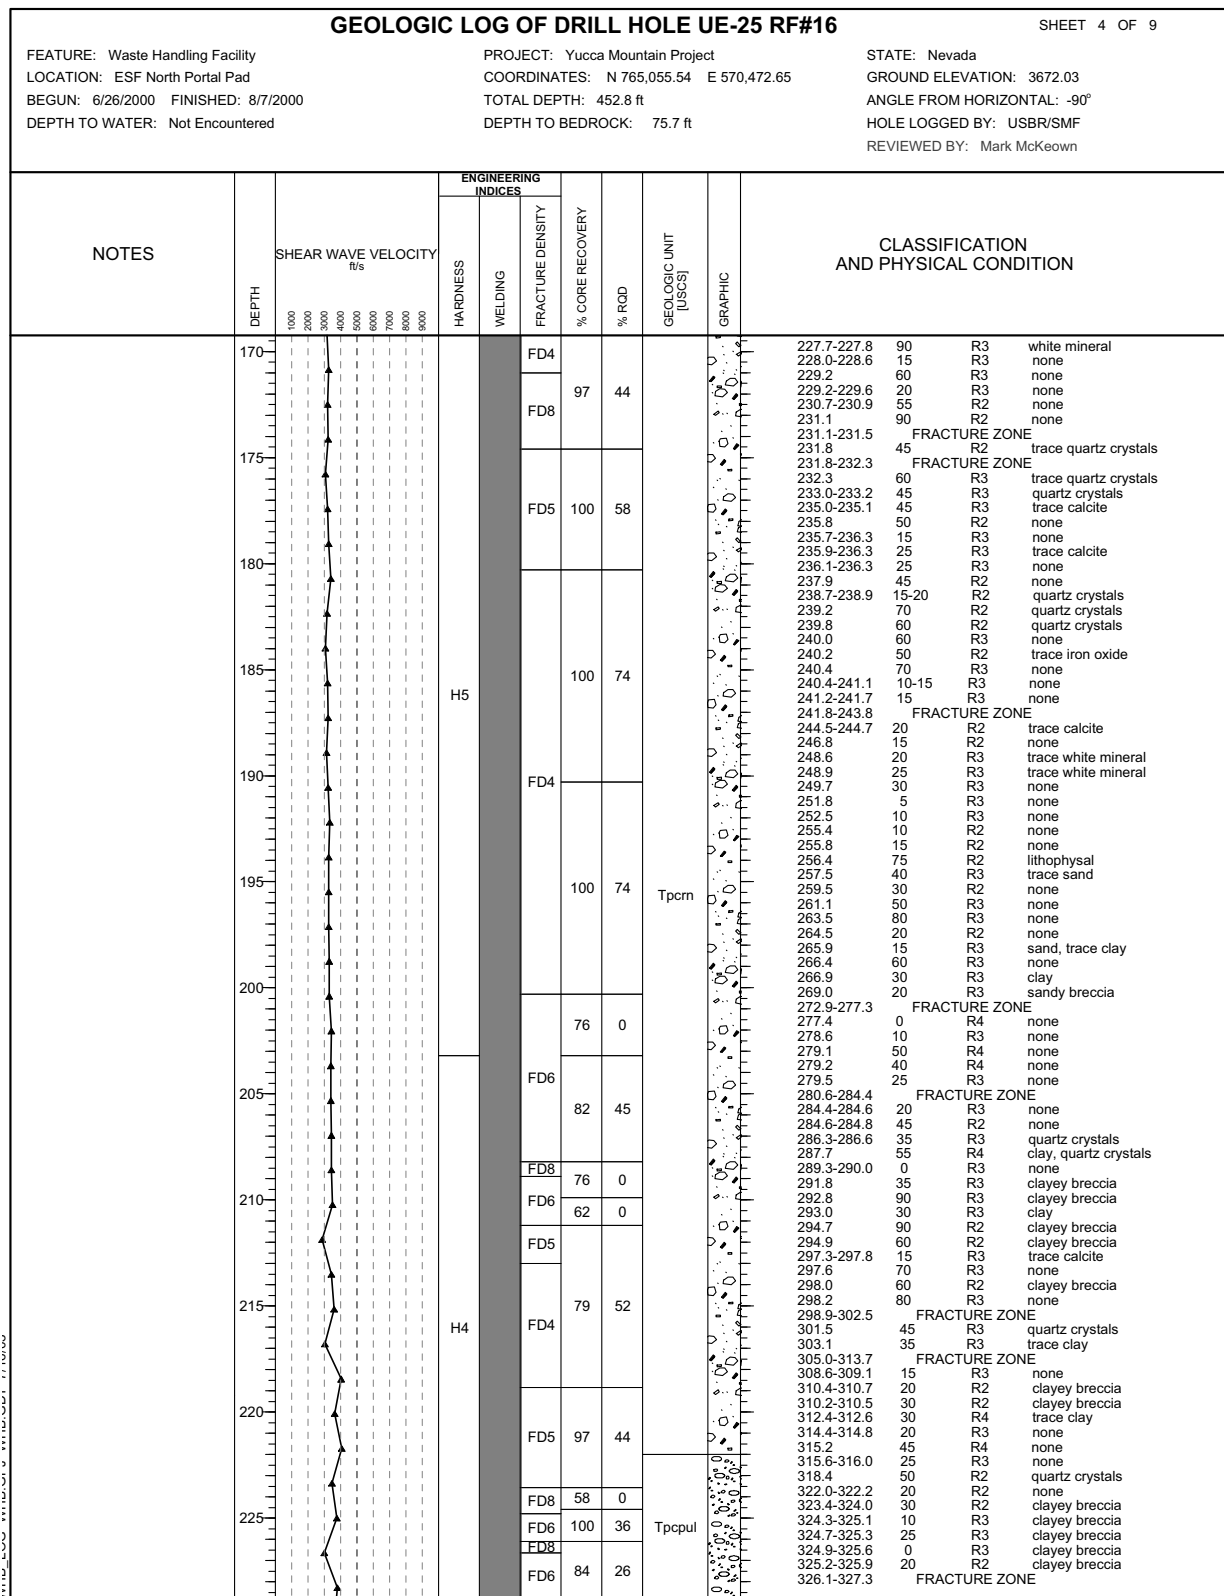 GEOLOGIC LOG OF DRILL HOLE UE-25 RF#16
SHEET 4 OF 9
FEATURE: Waste Handling Facility
PROJECT: Yucca Mountain Project
STATE: Nevada
LOCATION: ESF North Portal Pad
COORDINATES: N 765,055.54 E 570,472.65
GROUND ELEVATION: 3672.03
BEGUN: 6/26/2000 FINISHED: 8/7/2000
TOTAL DEPTH: 452.8 ft
ANGLE FROM HORIZONTAL: -90°
DEPTH TO WATER: Not Encountered
DEPTH TO BEDROCK: 75.7 ft
HOLE LOGGED BY: USBR/SMF
REVIEWED BY: Mark McKeown
NOTES
DEPTH
SHEAR WAVE VELOCITY
ft/s
1000
2000
3000
4000
5000
6000
7000
8000
9000
ENGINEERING
INDICES
HARDNESS
WELDING
FRACTURE DENSITY
% CORE RECOVERY
% RQD
GEOLOGIC UNIT
[USCS]
GRAPHIC
CLASSIFICATION
AND PHYSICAL CONDITION
170
175
180
185
190
195
200
205
210
215
220
225
H5
H4
FD4
FD8
FD5
FD4
FD6
FD8
FD6
FD5
FD4
FD5
FD8
FD6
FD8
FD6
97 44
100 58
100 74
100 74
76 0
82 45
76 0
62 0
79 52
97 44
58 0
100 36
84 26
Tpcrn
Tpcpul
227.7-227.8 90 R3 white mineral
228.0-228.6 15 R3 none
229.2 60 R3 none
229.2-229.6 20 R3 none
230.7-230.9 55 R2 none
231.1 90 R2 none
231.1-231.5 FRACTURE ZONE
231.8 45 R2 trace quartz crystals
231.8-232.3 FRACTURE ZONE
232.3 60 R3 trace quartz crystals
233.0-233.2 45 R3 quartz crystals
235.0-235.1 45 R3 trace calcite
235.8 50 R2 none
235.7-236.3 15 R3 none
235.9-236.3 25 R3 trace calcite
236.1-236.3 25 R3 none
237.9 45 R2 none
238.7-238.9 15-20 R2 quartz crystals
239.2 70 R2 quartz crystals
239.8 60 R2 quartz crystals
240.0 60 R3 none
240.2 50 R2 trace iron oxide
240.4 70 R3 none
240.4-241.1 10-15 R3 none
241.2-241.7 15 R3 none
241.8-243.8 FRACTURE ZONE
244.5-244.7 20 R2 trace calcite
246.8 15 R2 none
248.6 20 R3 trace white mineral
248.9 25 R3 trace white mineral
249.7 30 R3 none
251.8 5 R3 none
252.5 10 R3 none
255.4 10 R2 none
255.8 15 R2 none
256.4 75 R2 lithophysal
257.5 40 R3 trace sand
259.5 30 R2 none
261.1 50 R3 none
263.5 80 R3 none
264.5 20 R2 none
265.9 15 R3 sand, trace clay
266.4 60 R3 none
266.9 30 R3 clay
269.0 20 R3 sandy breccia
272.9-277.3 FRACTURE ZONE
277.4 0 R4 none
278.6 10 R3 none
279.1 50 R4 none
279.2 40 R4 none
279.5 25 R3 none
280.6-284.4 FRACTURE ZONE
284.4-284.6 20 R3 none
284.6-284.8 45 R2 none
286.3-286.6 35 R3 quartz crystals
287.7 55 R4 clay, quartz crystals
289.3-290.0 0 R3 none
291.8 35 R3 clayey breccia
292.8 90 R3 clayey breccia
293.0 30 R3 clay
294.7 90 R2 clayey breccia
294.9 60 R2 clayey breccia
297.3-297.8 15 R3 trace calcite
297.6 70 R3 none
298.0 60 R2 clayey breccia
298.2 80 R3 none
298.9-302.5 FRACTURE ZONE
301.5 45 R3 quartz crystals
303.1 35 R3 trace clay
305.0-313.7 FRACTURE ZONE
308.6-309.1 15 R3 none
310.4-310.7 20 R2 clayey breccia
310.2-310.5 30 R2 clayey breccia
312.4-312.6 30 R4 trace clay
314.4-314.8 20 R3 none
315.2 45 R4 none
315.6-316.0 25 R3 none
318.4 50 R2 quartz crystals
322.0-322.2 20 R2 none
323.4-324.0 30 R2 clayey breccia
324.3-325.1 10 R3 clayey breccia
324.7-325.3 25 R3 clayey breccia
324.9-325.6 0 R3 clayey breccia
325.2-325.9 20 R2 clayey breccia
326.1-327.3 FRACTURE ZONE